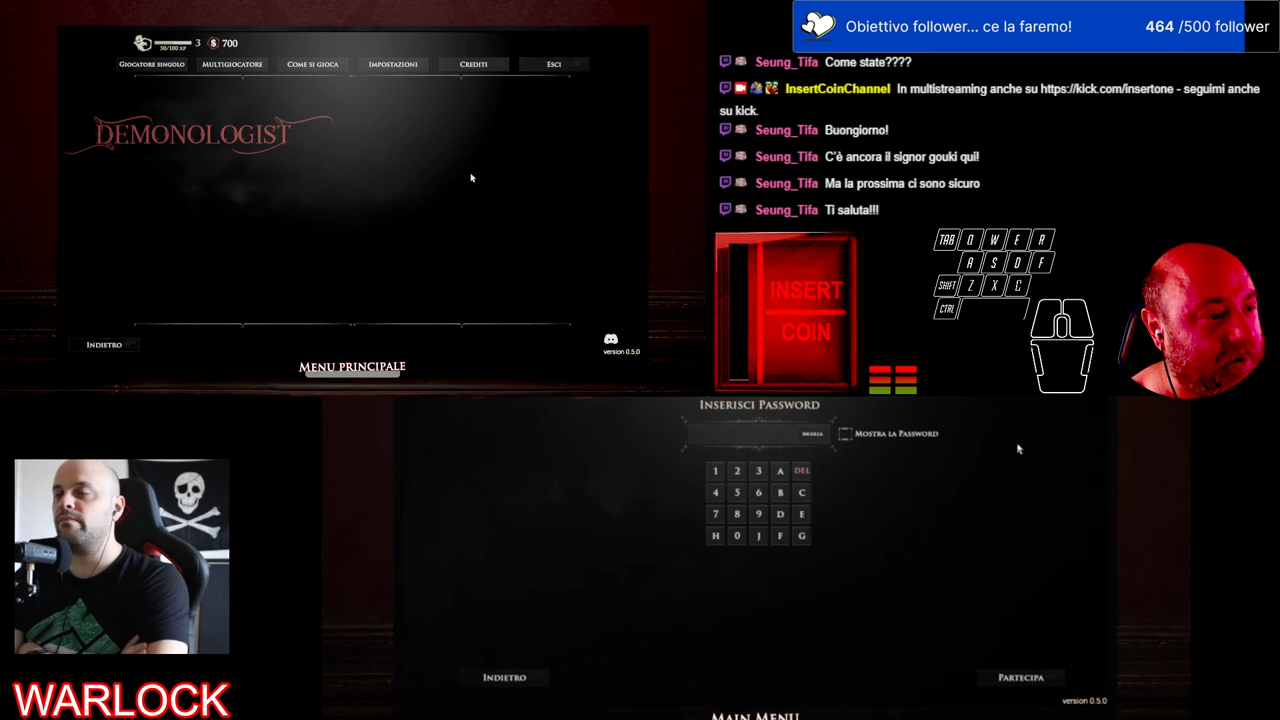 50/100 XP 3 $ 700
GIOCATORE SINGOLO MULTIGIOCATORE COME SI GIOCA IMPOSTAZIONI CREDITI ESCI
DEMONOLOGIST
INDIETRO
version 0.5.0
MENU PRINCIPALE
Obiettivo follower... ce la faremo! 464 /500 follower
Seung_Tifa Come state????
InsertCoinChannel In multistreaming anche su https://kick.com/insertone - seguimi anche
su kick.
Seung_Tifa Buongiorno!
Seung_Tifa C'è ancora il signor gouki qui!
Seung_Tifa Ma la prossima ci sono sicuro
Seung_Tifa Ti saluta!!!
INSERT
COIN
TAB Q W E R
A S D F
SHIFT Z X C
CTRL
INSERISCI PASSWORD
INCOLLA MOSTRA LA PASSWORD
1 2 3 A DEL
4 5 6 B C
7 8 9 D E
H 0 J F G
INDIETRO PARTECIPA
version 0.5.0
MAIN MENU
WARLOCK